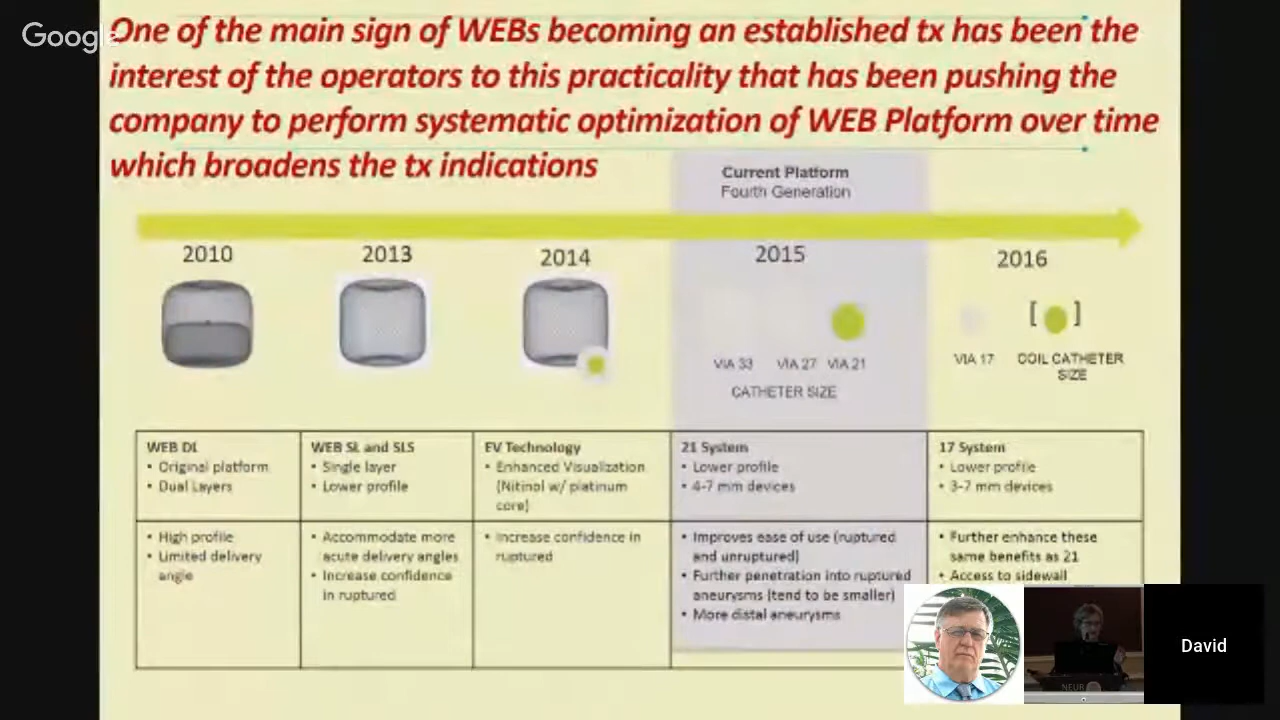 Google
One of the main sign of WEBs becoming an established tx has been the
interest of the operators to this practicality that has been pushing the
company to perform systematic optimization of WEB Platform over time
which broadens the tx indications
Current Platform
Fourth Generation
2010
2013
2014
2015
2016
VIA 33
VIA 27
VIA 21
CATHETER SIZE
VIA 17
[ ]
COIL CATHETER
SIZE
WEB DL
• Original platform
• Dual Layers
WEB SL and SLS
• Single layer
• Lower profile
EV Technology
• Enhanced Visualization
(Nitinol w/ platinum
core)
21 System
• Lower profile
• 4-7 mm devices
17 System
• Lower profile
• 3-7 mm devices
• High profile
• Limited delivery
angle
• Accommodate more
acute delivery angles
• Increase confidence
in ruptured
• Increase confidence in
ruptured
• Improves ease of use (ruptured
and unruptured)
• Further penetration into ruptured
aneurysms (tend to be smaller)
• More distal aneurysms
• Further enhance these
same benefits as 21
• Access to sidewall
NEUR
David